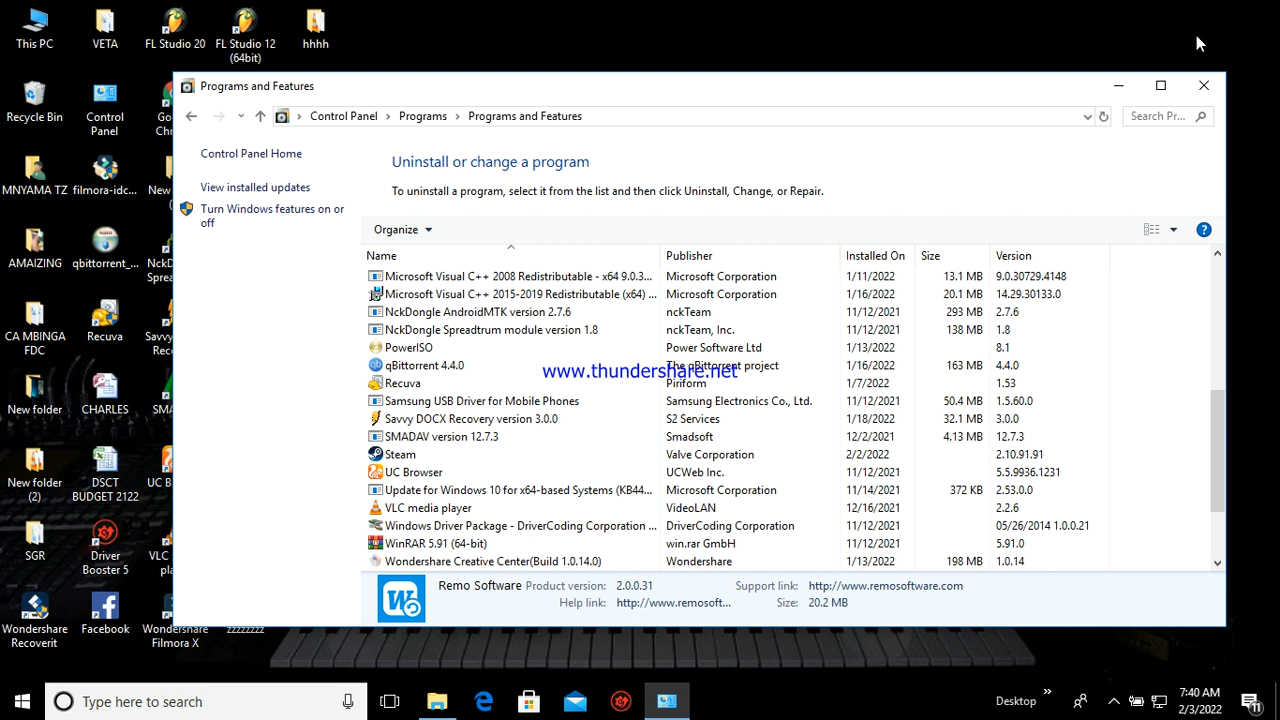 This PC
VETA
FL Studio 20
FL Studio 12
(64bit)
hhhh
Programs and Features
Recycle Bin
Control
Panel
Control Panel
Programs
Programs and Features
Search Pr...
Control Panel Home
View installed updates
Turn Windows features on or
off
Uninstall or change a program
To uninstall a program, select it from the list and then click Uninstall, Change, or Repair.
MNYAMA TZ
filmora-idc...
Organize
AMAIZING
qbittorrent_...
CA MBINGA
FDC
Recuva
New folder
CHARLES
New folder
(2)
DSCT
BUDGET 2122
SGR
Driver
Booster 5
Wondershare
Recoverit
Facebook
Wondershare
Filmora X
zzzzzzzz
Name Publisher Installed On Size Version
Microsoft Visual C++ 2008 Redistributable - x64 9.0.3... Microsoft Corporation 1/11/2022 13.1 MB 9.0.30729.4148
Microsoft Visual C++ 2015-2019 Redistributable (x64) ... Microsoft Corporation 1/16/2022 20.1 MB 14.29.30133.0
NckDongle AndroidMTK version 2.7.6 nckTeam 11/12/2021 293 MB 2.7.6
NckDongle Spreadtrum module version 1.8 nckTeam, Inc. 11/12/2021 138 MB 1.8
PowerISO Power Software Ltd 1/13/2022 8.1
qBittorrent 4.4.0 The qBittorrent project 1/16/2022 163 MB 4.4.0
www.thundershare.net
Recuva Piriform 1/7/2022 1.53
Samsung USB Driver for Mobile Phones Samsung Electronics Co., Ltd. 11/12/2021 50.4 MB 1.5.60.0
Savvy DOCX Recovery version 3.0.0 S2 Services 1/18/2022 32.1 MB 3.0.0
SMADAV version 12.7.3 Smadsoft 12/2/2021 4.13 MB 12.7.3
Steam Valve Corporation 2/2/2022 2.10.91.91
UC Browser UCWeb Inc. 11/12/2021 5.5.9936.1231
Update for Windows 10 for x64-based Systems (KB44... Microsoft Corporation 11/14/2021 372 KB 2.53.0.0
VLC media player VideoLAN 12/16/2021 2.2.6
Windows Driver Package - DriverCoding Corporation ... DriverCoding Corporation 11/12/2021 05/26/2014 1.0.0.21
WinRAR 5.91 (64-bit) win.rar GmbH 11/12/2021 5.91.0
Wondershare Creative Center(Build 1.0.14.0) Wondershare 1/13/2022 198 MB 1.0.14
Remo Software Product version: 2.0.0.31 Support link: http://www.remosoftware.com
Help link: http://www.remosoft... Size: 20.2 MB
Type here to search
Desktop
7:40 AM
2/3/2022
11